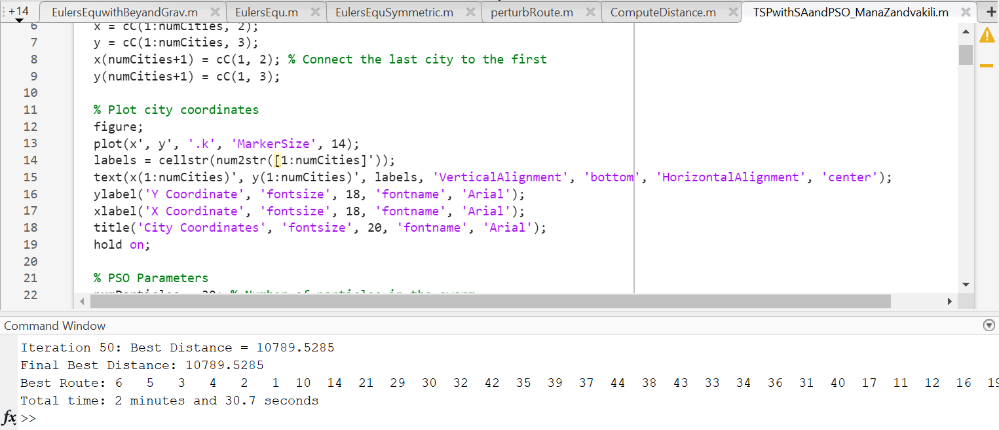 +14 EulersEquwithBeyandGrav.m EulersEqu.m EulersEquSymmetric.m perturbRoute.m ComputeDistance.m TSPwithSAandPSO_ManaZandvakili.m
6 x = cC(1:numCities, 2);
7 y = cC(1:numCities, 3);
8 x(numCities+1) = cC(1, 2); % Connect the last city to the first
9 y(numCities+1) = cC(1, 3);
10
11 % Plot city coordinates
12 figure;
13 plot(x', y', '.k', 'MarkerSize', 14);
14 labels = cellstr(num2str([1:numCities]'));
15 text(x(1:numCities)', y(1:numCities)', labels, 'VerticalAlignment', 'bottom', 'HorizontalAlignment', 'center');
16 ylabel('Y Coordinate', 'fontsize', 18, 'fontname', 'Arial');
17 xlabel('X Coordinate', 'fontsize', 18, 'fontname', 'Arial');
18 title('City Coordinates', 'fontsize', 20, 'fontname', 'Arial');
19 hold on;
20
21 % PSO Parameters
22 % Number of particles in the swarm
Command Window
Iteration 50: Best Distance = 10789.5285
Final Best Distance: 10789.5285
Best Route: 6 5 3 4 2 1 10 14 21 29 30 32 42 35 39 37 44 38 43 33 34 36 31 40 17 11 12 16 19
Total time: 2 minutes and 30.7 seconds
fx >>